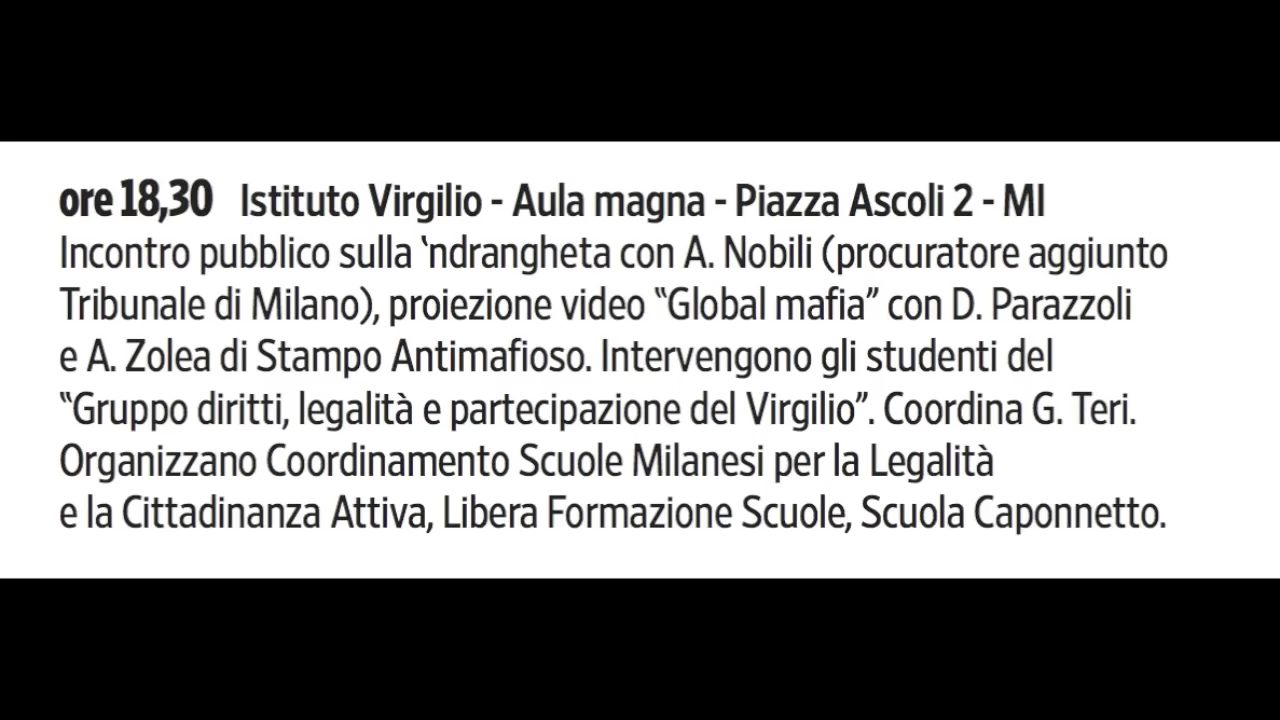 ore 18,30 Istituto Virgilio - Aula magna - Piazza Ascoli 2 - MI
Incontro pubblico sulla ‛ndrangheta con A. Nobili (procuratore aggiunto
Tribunale di Milano), proiezione video “Global mafia” con D. Parazzoli
e A. Zolea di Stampo Antimafioso. Intervengono gli studenti del
“Gruppo diritti, legalità e partecipazione del Virgilio”. Coordina G. Teri.
Organizzano Coordinamento Scuole Milanesi per la Legalità
e la Cittadinanza Attiva, Libera Formazione Scuole, Scuola Caponnetto.